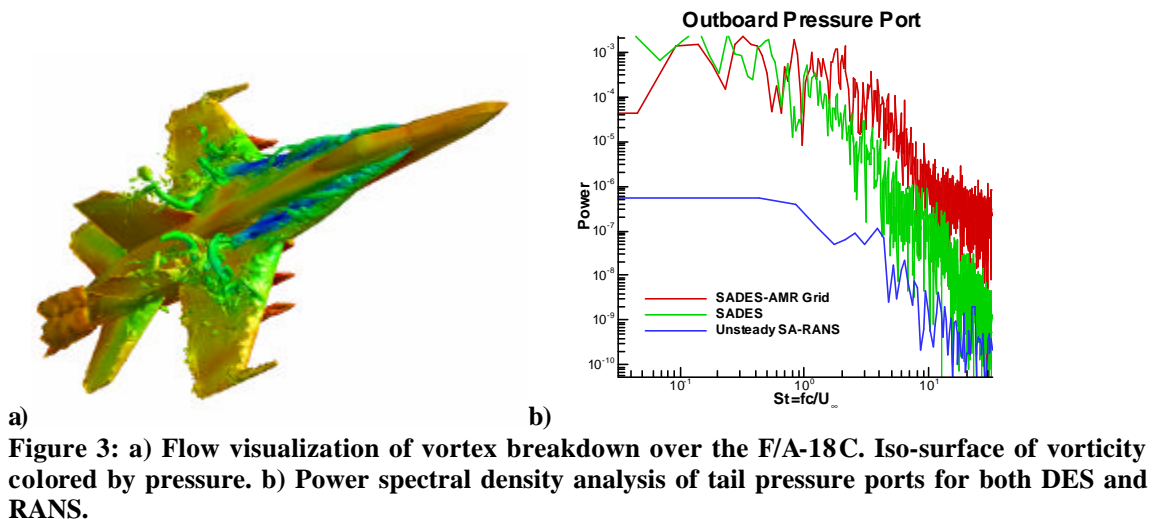 Outboard Pressure Port
10-3
10-4
10-5
10-6
10-7
10-8
10-9
10-10
Power
SADES-AMR Grid
SADES
Unsteady SA-RANS
10-1 100 101
St=fc/U∞
a) b)
Figure 3: a) Flow visualization of vortex breakdown over the F/A-18C. Iso-surface of vorticity
colored by pressure. b) Power spectral density analysis of tail pressure ports for both DES and
RANS.